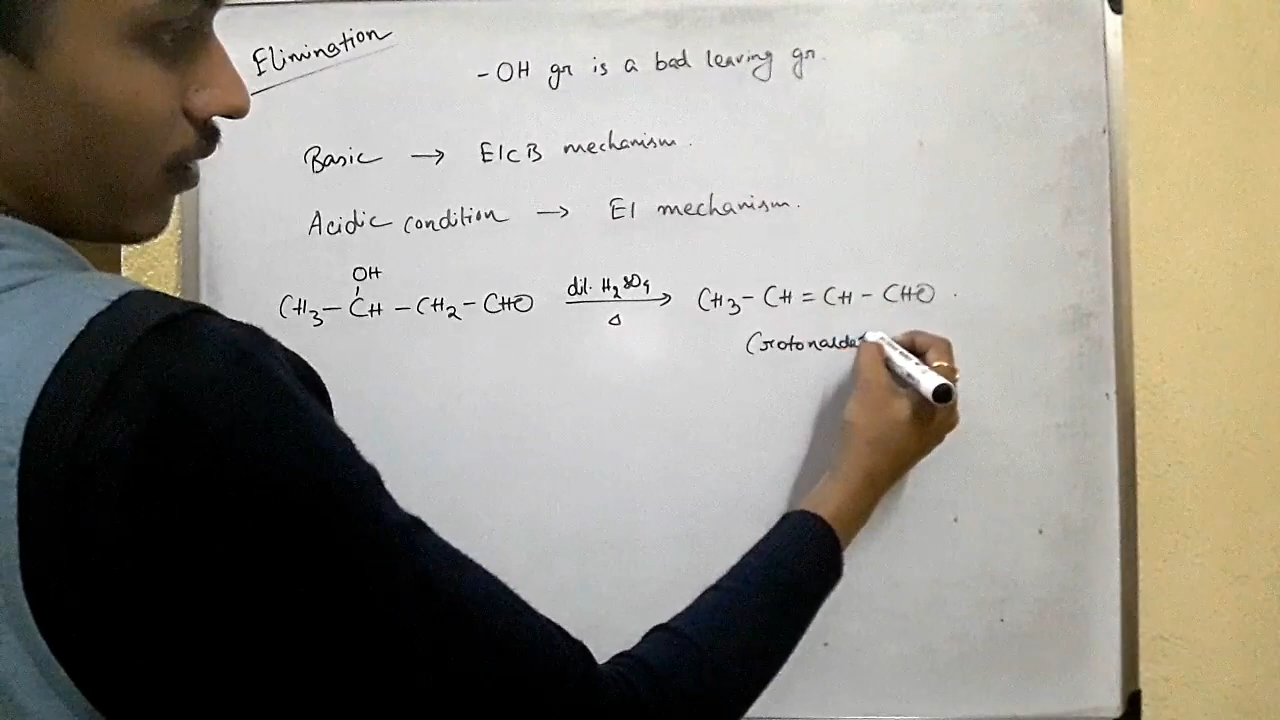 Elimination
-OH gr is a bad leaving gr.
Basic → E1cB mechanism.
Acidic condition → E1 mechanism.
OH
CH3-CH-CH2-CHO dil. H2SO4 Δ → CH3-CH=CH-CHO.
Crotonalde